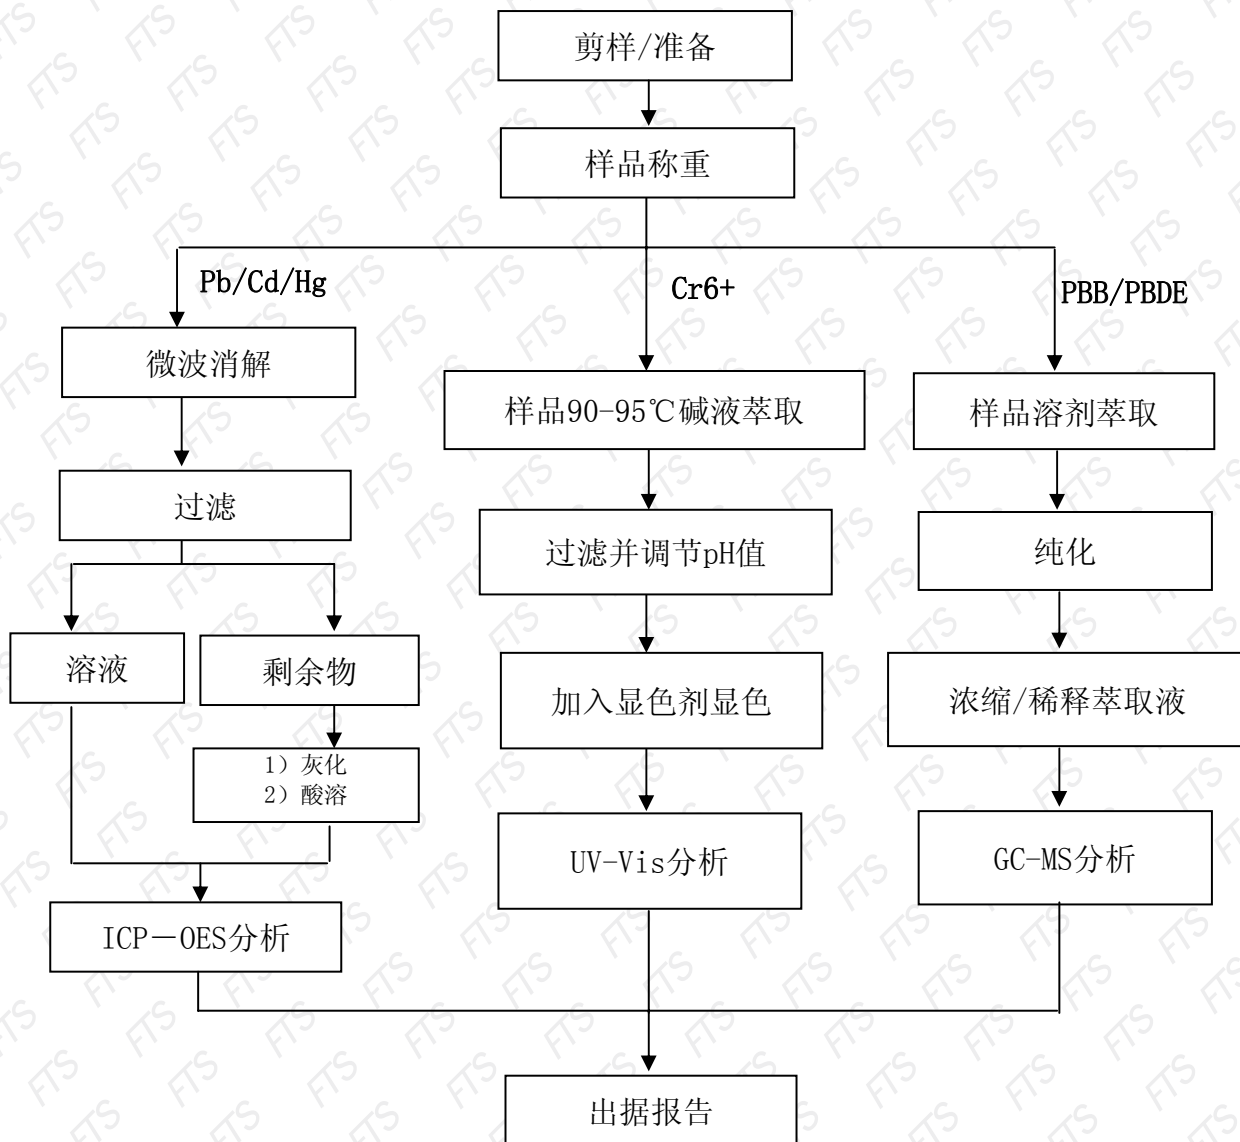 剪样/准备
样品称重
Pb/Cd/Hg
Cr6+
PBB/PBDE
微波消解
样品90-95℃碱液萃取
样品溶剂萃取
过滤
过滤并调节pH值
纯化
溶液
剩余物
加入显色剂显色
浓缩/稀释萃取液
1）灰化
2）酸溶
UV-Vis分析
GC-MS分析
ICP－OES分析
出据报告
FTS